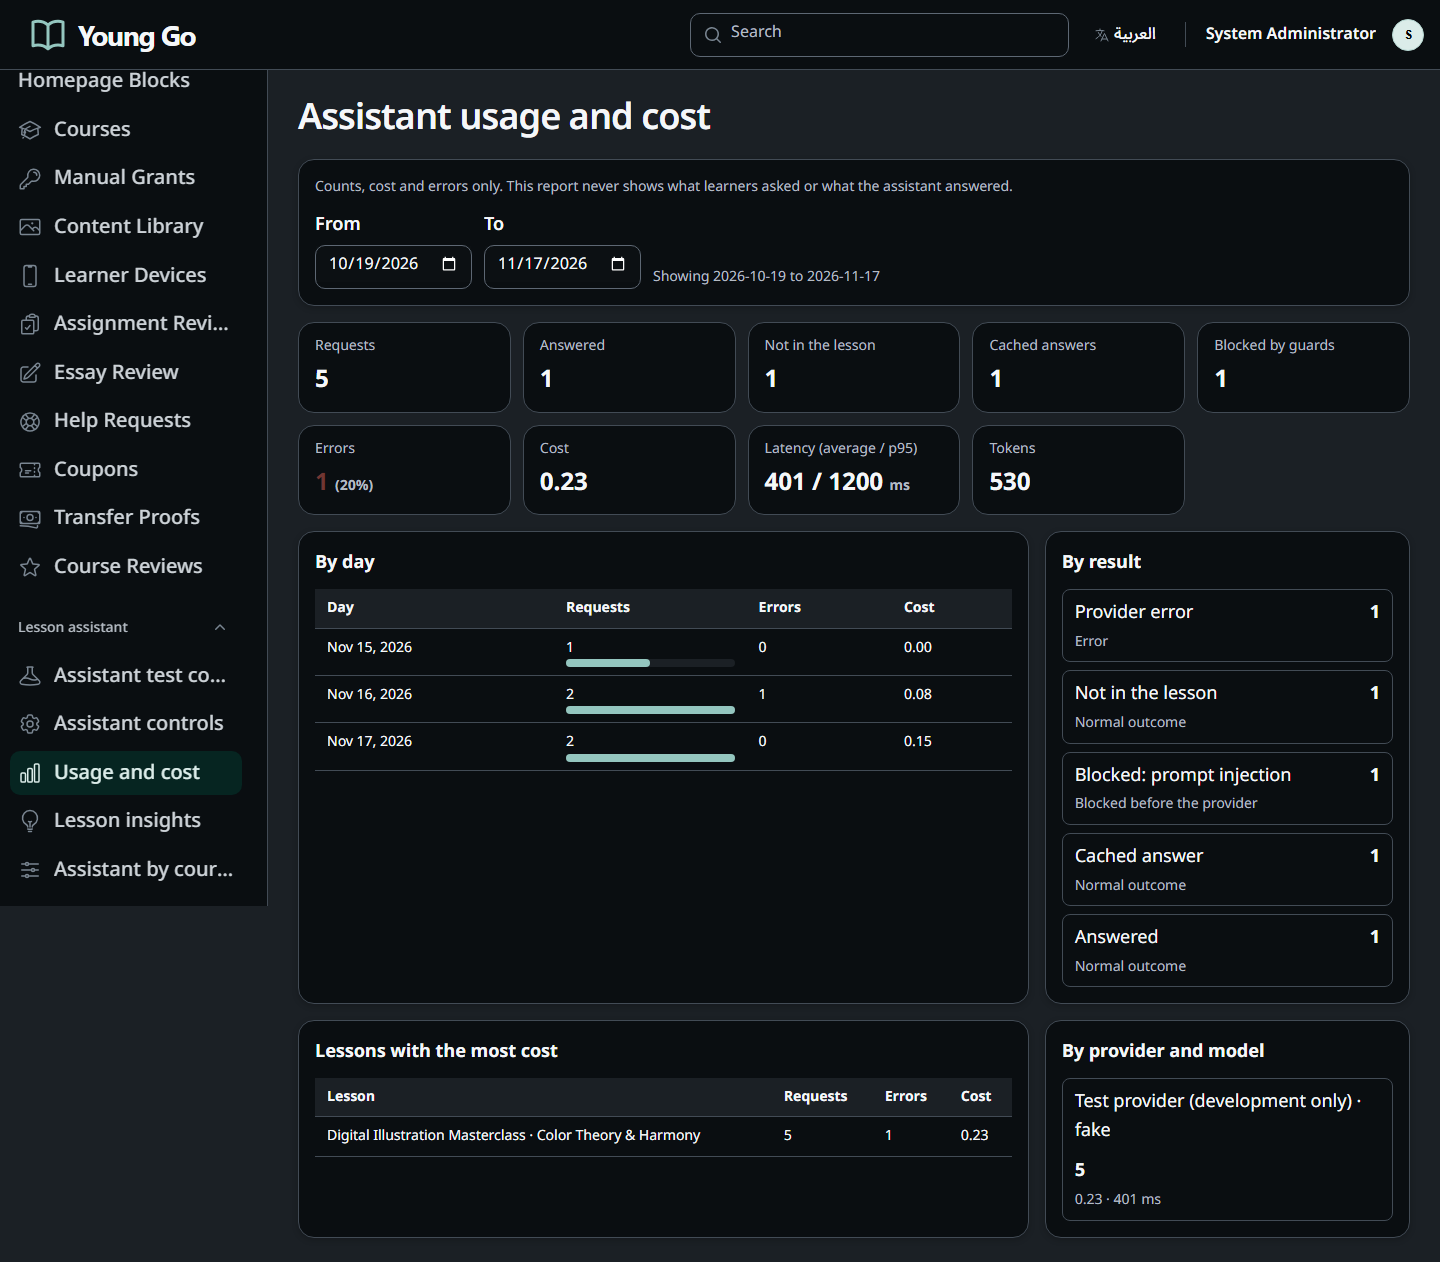 Young Go
Search
العربية
System Administrator
S
Homepage Blocks
Courses
Manual Grants
Content Library
Learner Devices
Assignment Revi...
Essay Review
Help Requests
Coupons
Transfer Proofs
Course Reviews
Lesson assistant
Assistant test co...
Assistant controls
Usage and cost
Lesson insights
Assistant by cour...
Assistant usage and cost
Counts, cost and errors only. This report never shows what learners asked or what the assistant answered.
From To
10/19/2026 11/17/2026 Showing 2026-10-19 to 2026-11-17
Requests
5
Answered
1
Not in the lesson
1
Cached answers
1
Blocked by guards
1
Errors
1 (20%)
Cost
0.23
Latency (average / p95)
401 / 1200 ms
Tokens
530
By day
Day Requests Errors Cost
Nov 15, 2026 1 0 0.00
Nov 16, 2026 2 1 0.08
Nov 17, 2026 2 0 0.15
By result
Provider error 1
Error
Not in the lesson 1
Normal outcome
Blocked: prompt injection 1
Blocked before the provider
Cached answer 1
Normal outcome
Answered 1
Normal outcome
Lessons with the most cost
Lesson Requests Errors Cost
Digital Illustration Masterclass · Color Theory & Harmony 5 1 0.23
By provider and model
Test provider (development only) ·
fake
5
0.23 · 401 ms